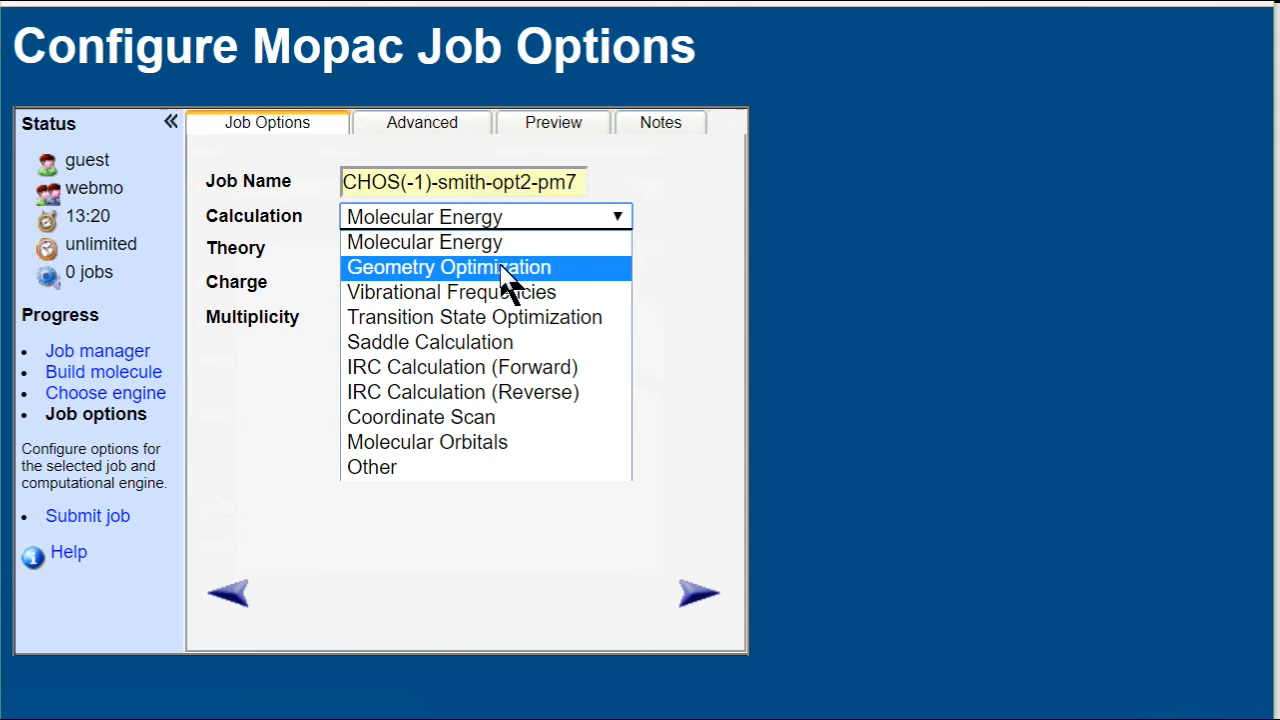 Configure Mopac Job Options
Status «
guest
webmo
13:20
unlimited
0 jobs
Progress
Job manager
Build molecule
Choose engine
Job options
Configure options for
the selected job and
computational engine.
Submit job
Help
Job Options Advanced Preview Notes
Job Name CHOS(-1)-smith-opt2-pm7
Calculation Molecular Energy
Theory
Charge
Multiplicity
Molecular Energy
Geometry Optimization
Vibrational Frequencies
Transition State Optimization
Saddle Calculation
IRC Calculation (Forward)
IRC Calculation (Reverse)
Coordinate Scan
Molecular Orbitals
Other